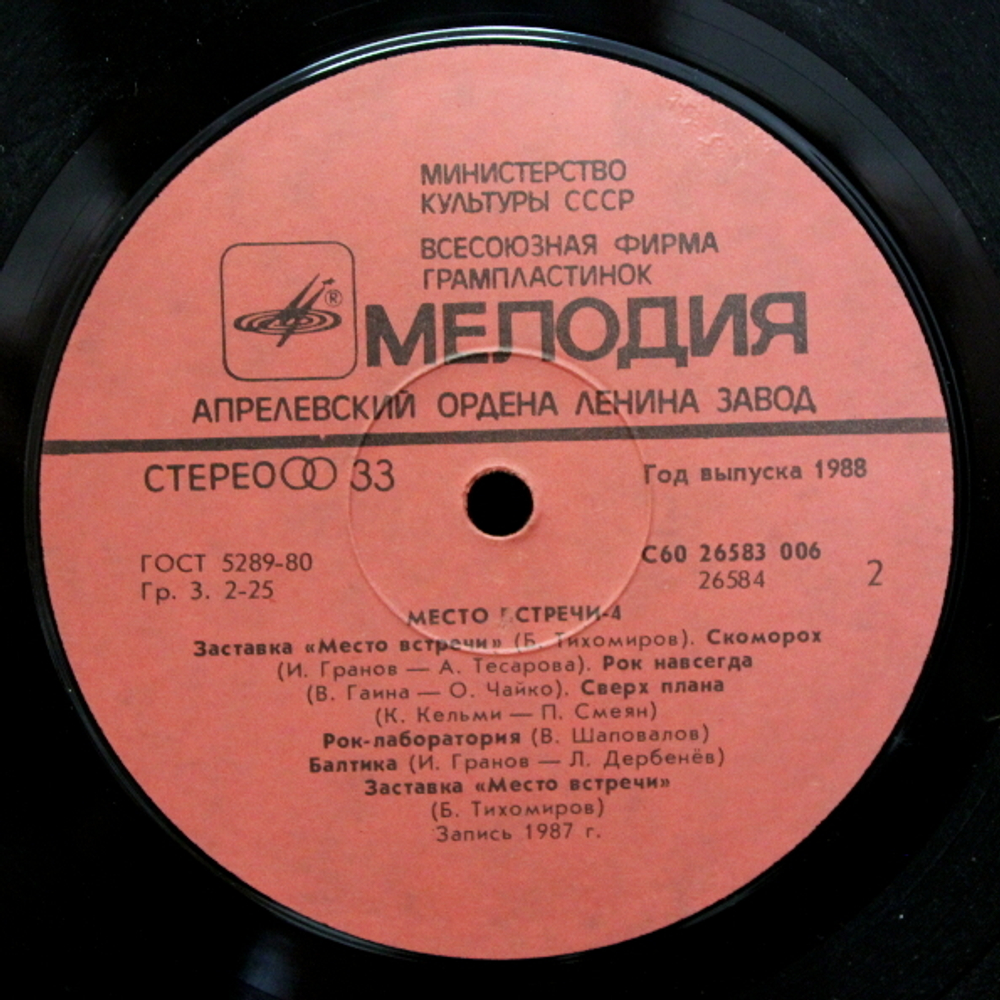 МИНИСТЕРСТВО
КУЛЬТУРЫ СССР
ВСЕСОЮЗНАЯ ФИРМА
ГРАМПЛАСТИНОК
®
МЕЛОДИЯ
АПРЕЛЕВСКИЙ ОРДЕНА ЛЕНИНА ЗАВОД
СТЕРЕО 33
Год выпуска 1988
ГОСТ 5289-80
Гр. 3. 2-25
С60 26583 006
26584
2
МЕСТО ВСТРЕЧИ-4
Заставка «Место встречи» (Б. Тихомиров). Скоморох
(И. Гранов — А. Тесарова). Рок навсегда
(В. Гаина — О. Чайко). Сверх плана
(К. Кельми — П. Смеян)
Рок-лаборатория (В. Шаповалов)
Балтика (И. Гранов — Л. Дербенёв)
Заставка «Место встречи»
(Б. Тихомиров)
Запись 1987 г.